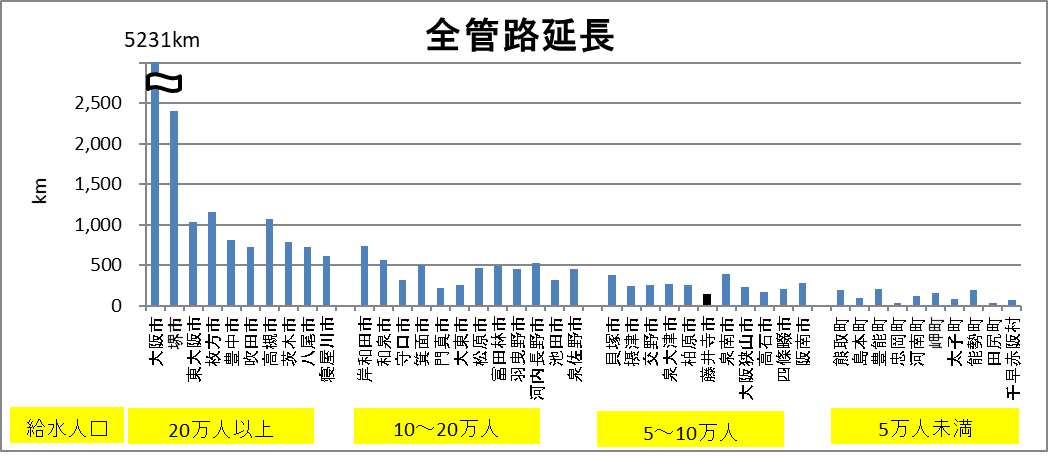 全管路延長
5231km
km
2,500
2,000
1,500
1,000
500
0
大阪市
堺市
東大阪市
枚方市
豊中市
吹田市
高槻市
茨木市
八尾市
寝屋川市
岸和田市
和泉市
守口市
箕面市
門真市
大東市
松原市
富田林市
羽曳野市
河内長野市
池田市
泉佐野市
貝塚市
摂津市
交野市
泉大津市
柏原市
藤井寺市
泉南市
大阪狭山市
高石市
四條畷市
阪南市
熊取町
島本町
豊能町
忠岡町
河南町
岬町
太子町
能勢町
田尻町
千早赤阪村
給水人口
20万人以上
10～20万人
5～10万人
5万人未満